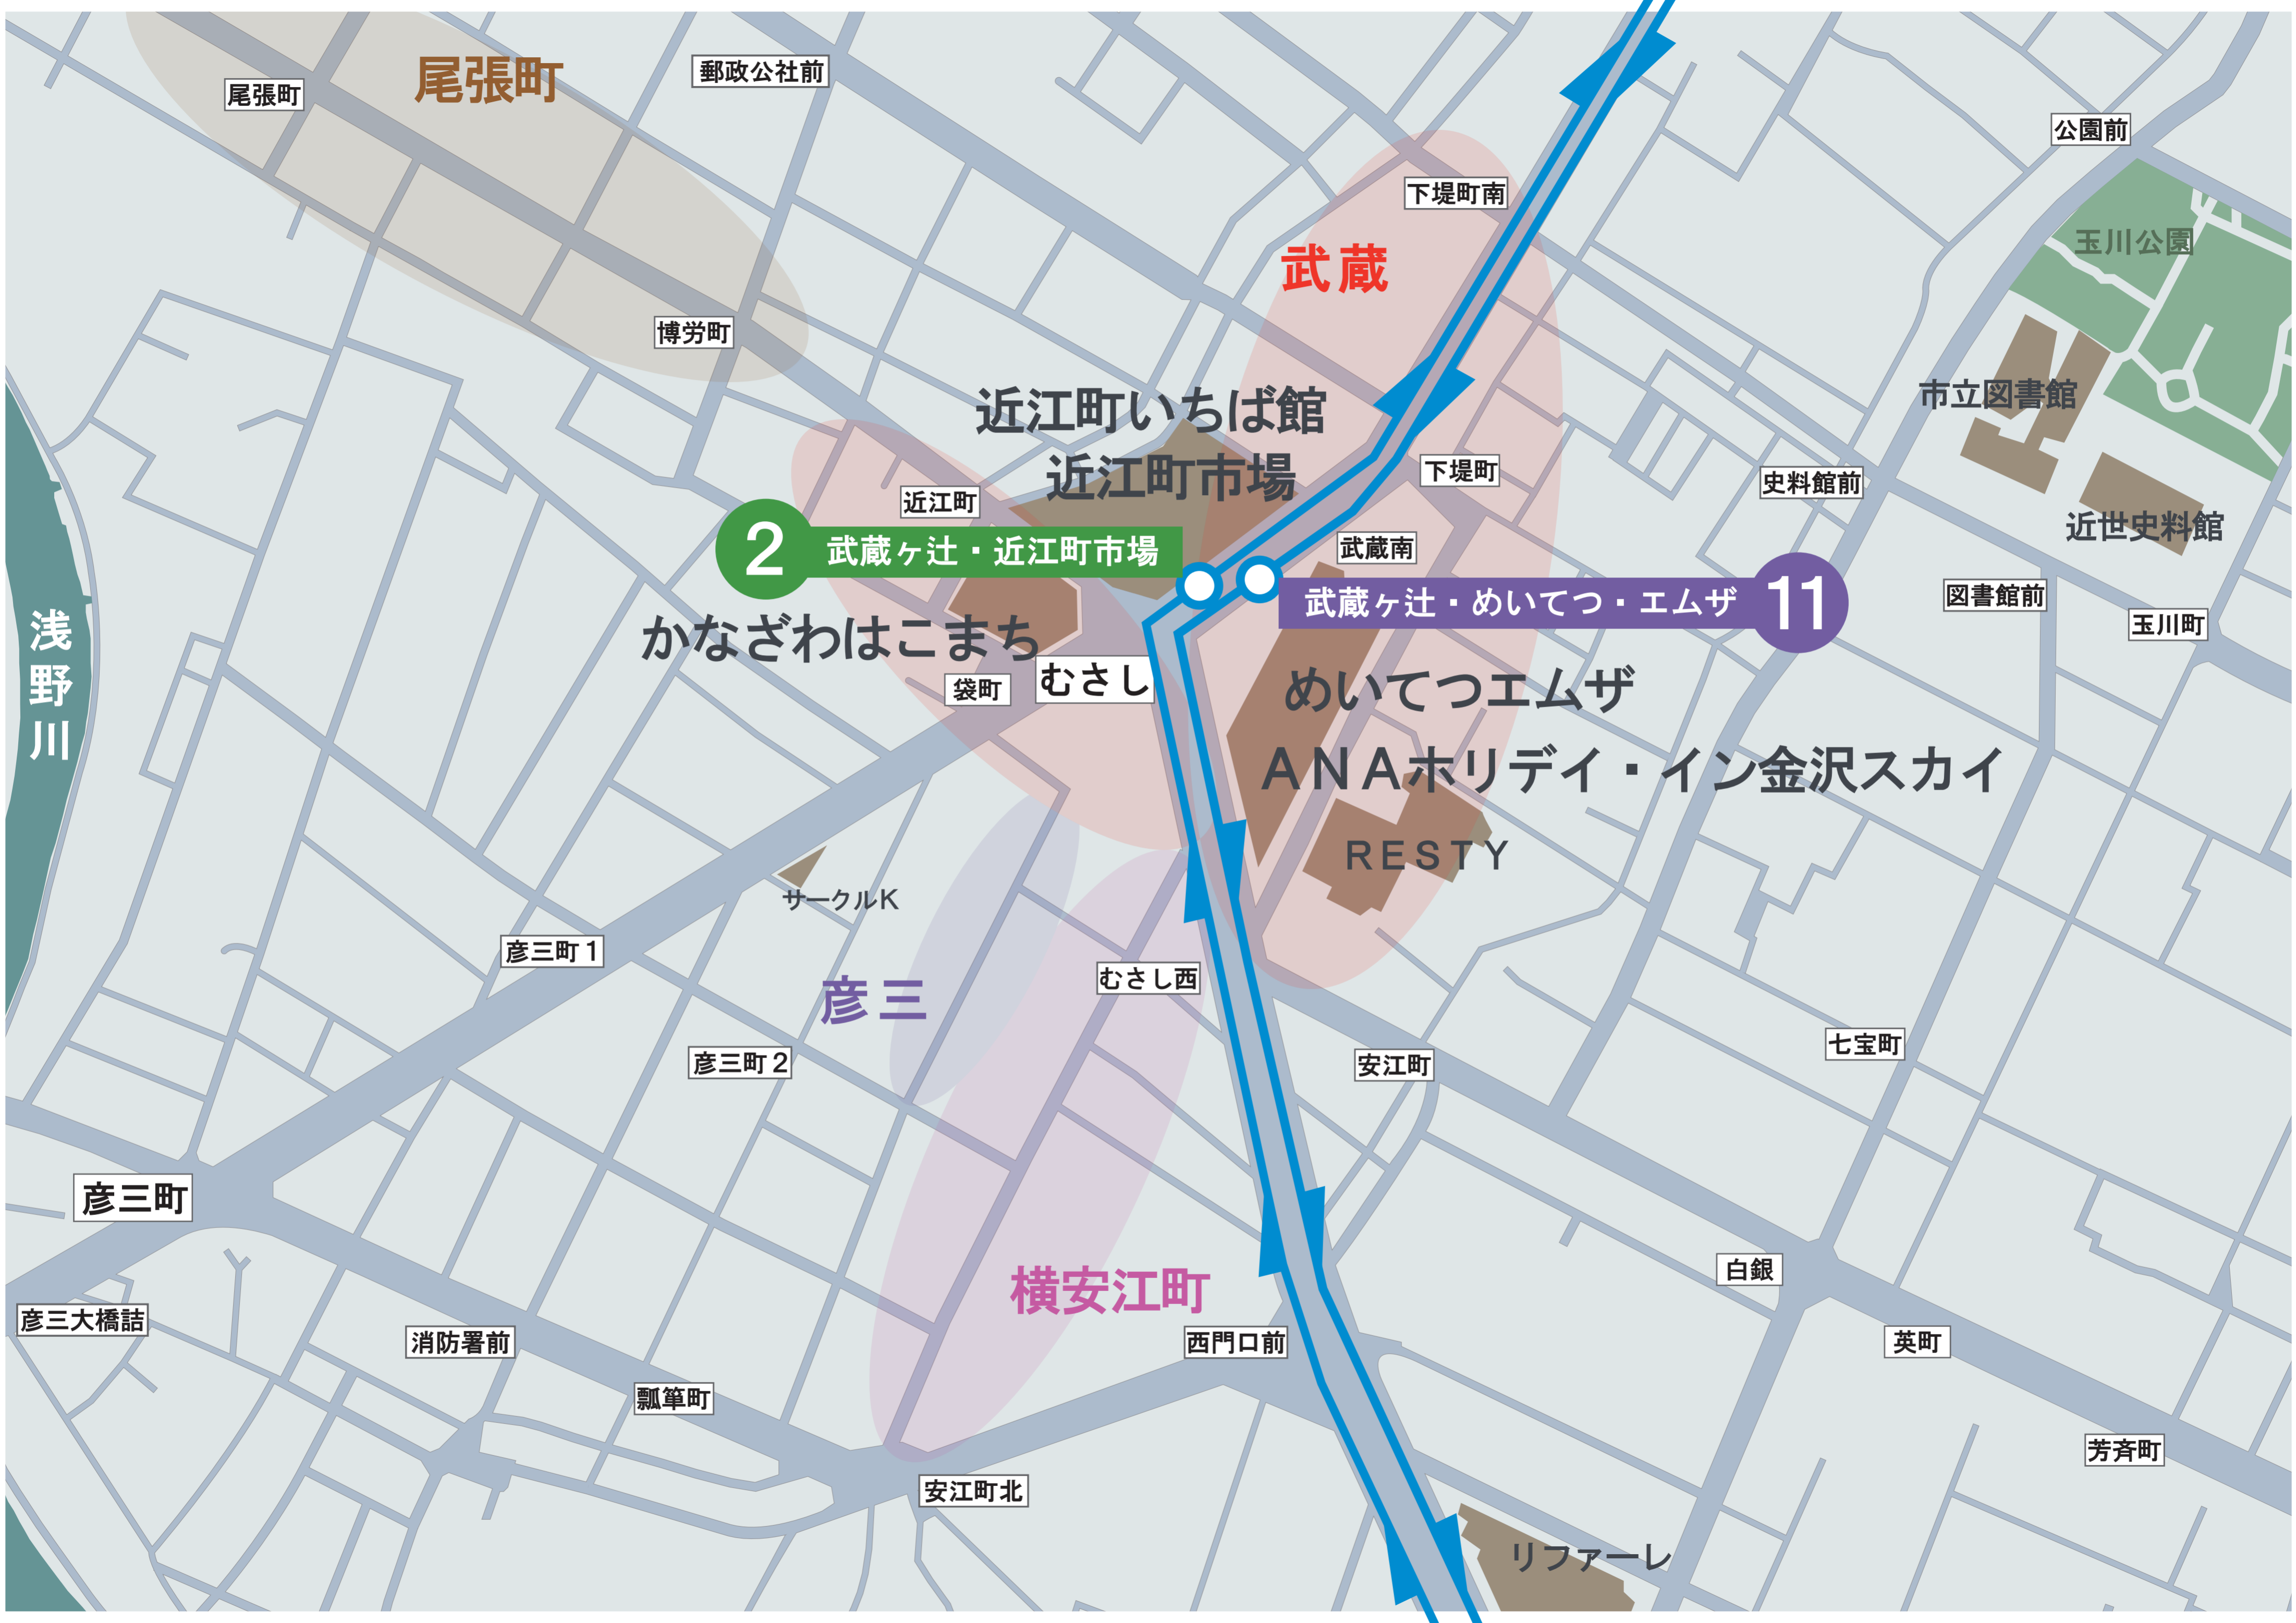 尾張町
尾張町
郵政公社前
公園前
下堤町南
玉川公園
武蔵
博労町
近江町いちば館
近江町市場
市立図書館
下堤町
史料館前
近江町
近世史料館
2 武蔵ヶ辻・近江町市場
武蔵南
武蔵ヶ辻・めいてつ・エムザ 11
図書館前
玉川町
浅野川
かなざわはこまち
むさし
袋町
めいてつエムザ
ANAホリデイ・イン金沢スカイ
RESTY
サークルK
彦三町1
むさし西
彦三
彦三町2
安江町
七宝町
彦三町
横安江町
白銀
彦三大橋詰
消防署前
西門口前
英町
瓢箪町
芳斉町
安江町北
リファーレ